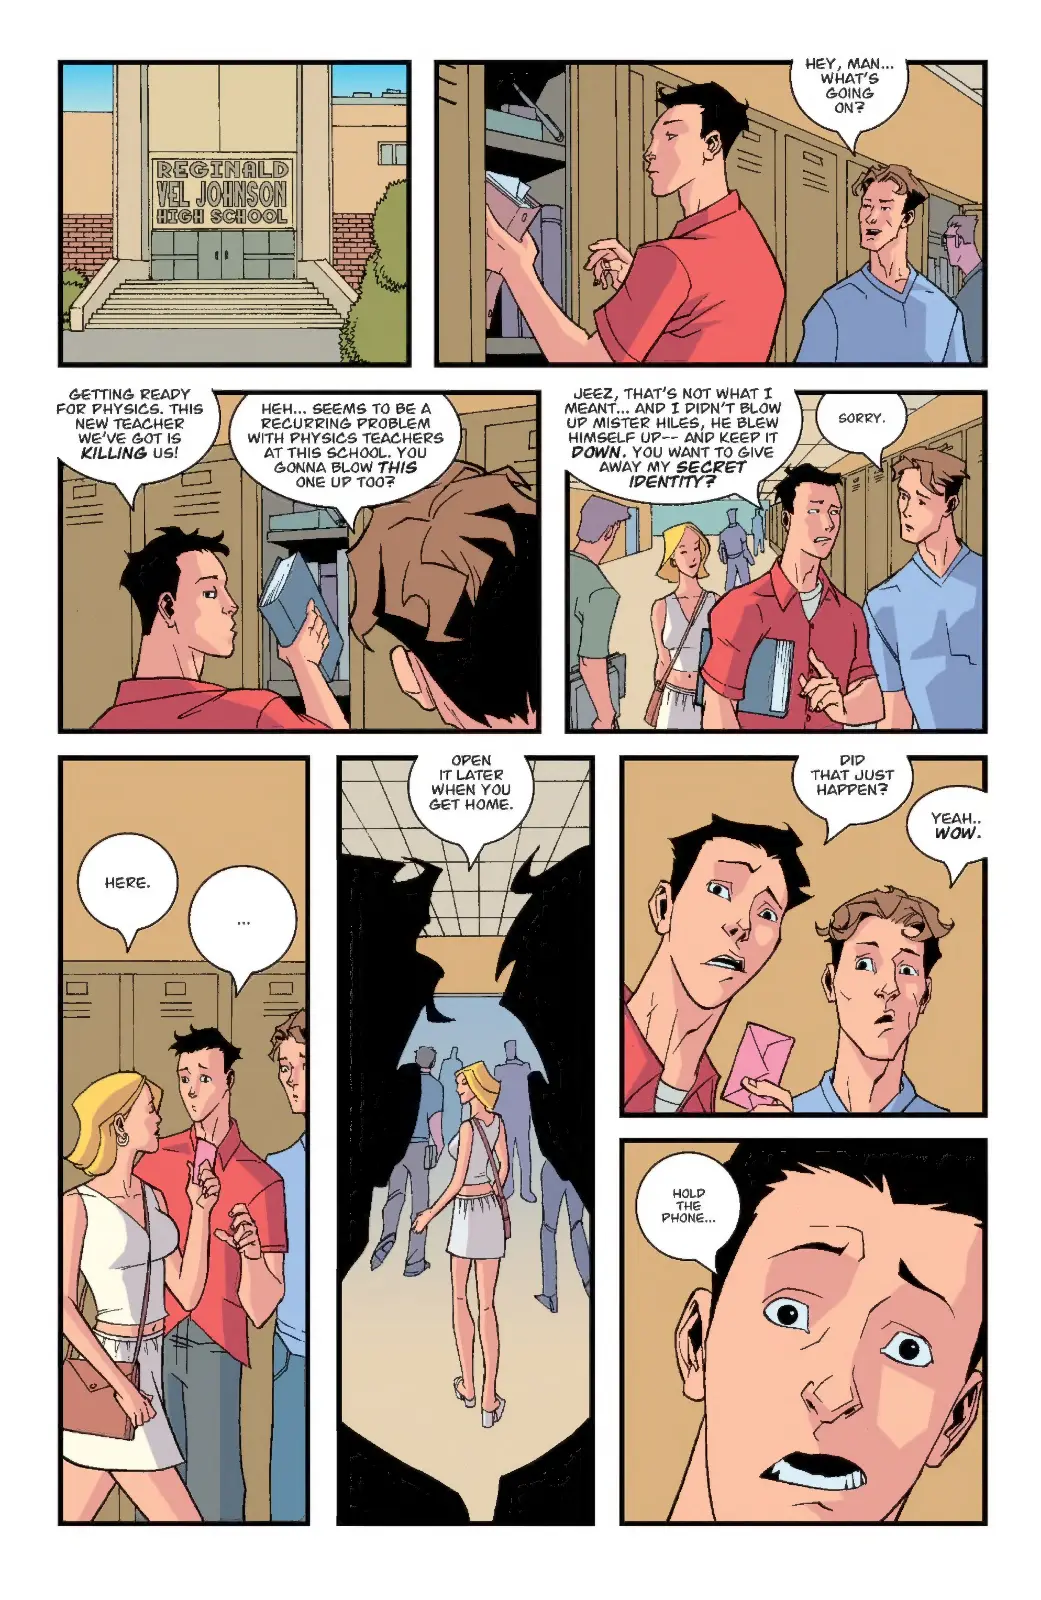 REGINALD
VEL JOHNSON
HIGH SCHOOL
HEY, MAN...
WHAT'S
GOING
ON?
GETTING READY
FOR PHYSICS. THIS
NEW TEACHER
WE'VE GOT IS
KILLING US!
HEH... SEEMS TO BE A
RECURRING PROBLEM
WITH PHYSICS TEACHERS
AT THIS SCHOOL. YOU
GONNA BLOW THIS
ONE UP TOO?
JEEZ, THAT'S NOT WHAT I
MEANT... AND I DIDN'T BLOW
UP MISTER HILES, HE BLEW
HIMSELF UP-- AND KEEP IT
DOWN. YOU WANT TO GIVE
AWAY MY SECRET
IDENTITY?
SORRY.
HERE.
...
OPEN
IT LATER
WHEN YOU
GET HOME.
DID
THAT JUST
HAPPEN?
YEAH..
WOW.
HOLD
THE
PHONE...